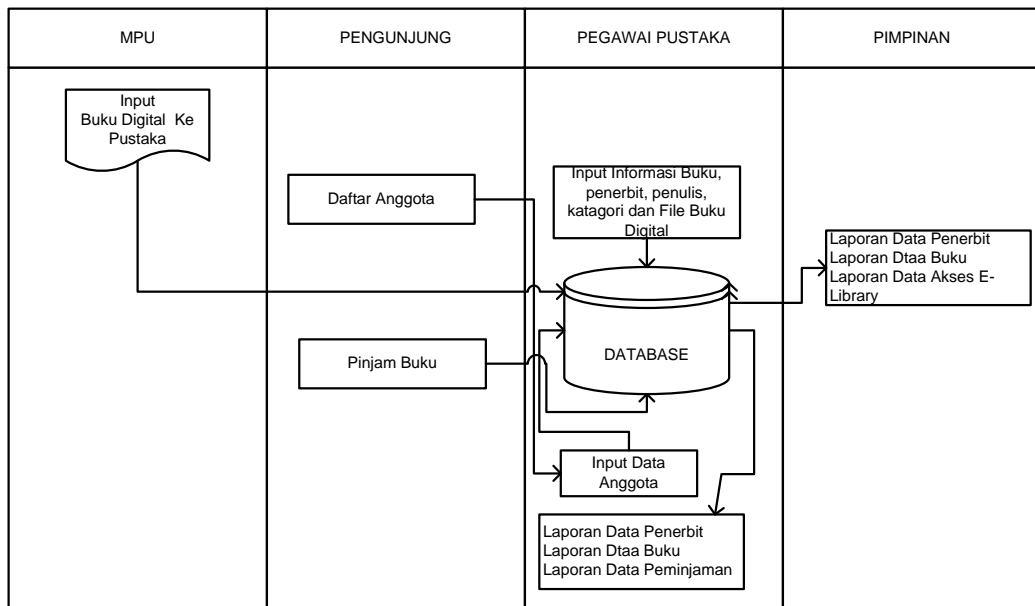 MPU
PENGUNJUNG
PEGAWAI PUSTAKA
PIMPINAN
Input
Buku Digital Ke
Pustaka
Daftar Anggota
Input Informasi Buku,
penerbit, penulis,
katagori dan File Buku
Digital
Laporan Data Penerbit
Laporan Dtaa Buku
Laporan Data Akses E-
Library
Pinjam Buku
DATABASE
Input Data
Anggota
Laporan Data Penerbit
Laporan Dtaa Buku
Laporan Data Peminjaman